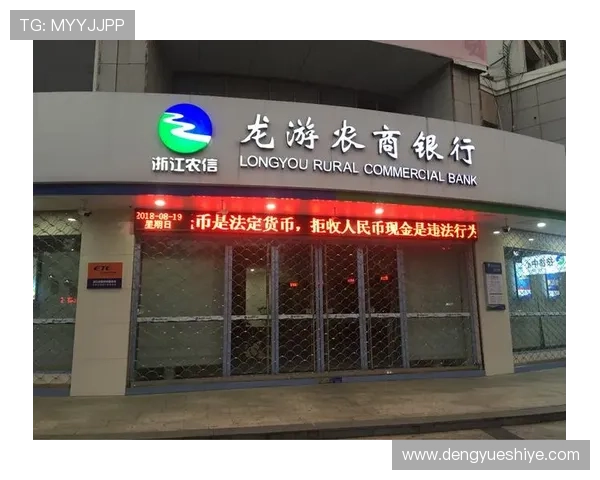 TG: MYYJJPP
龙游农商银行
LONGYOU RURAL COMMERCIAL BANK
浙江农信
2018-08-19
星期日
币是法定货币，拒收人民币现金是违法行为
ETC
www.dengyueshiye.com